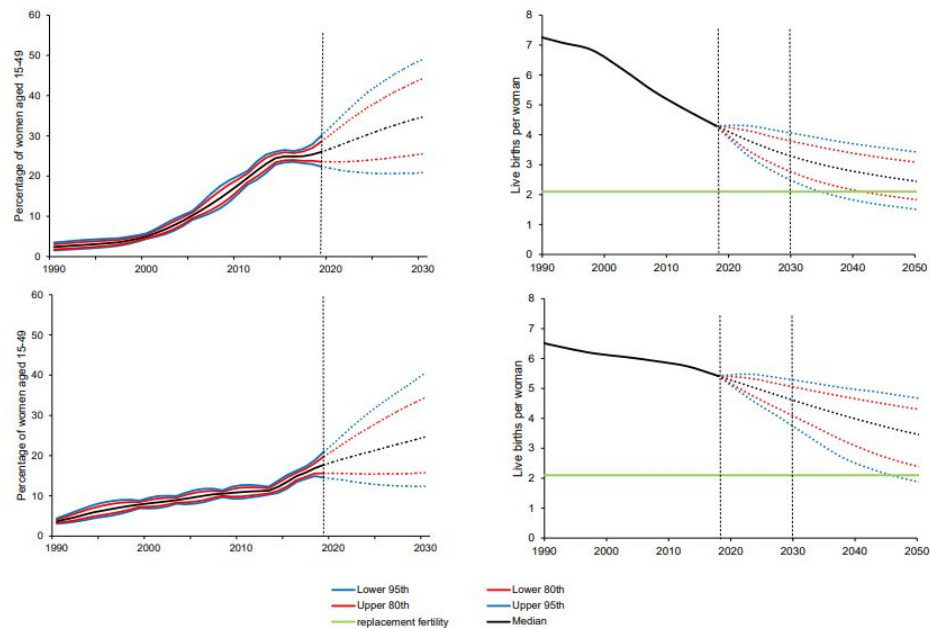 Percentage of women aged 15-49
60
50
40
30
20
10
0
1990 2000 2010 2020 2030
Live births per woman
8
7
6
5
4
3
2
1
0
1990 2000 2010 2020 2030 2040 2050
Percentage of women aged 15-49
60
50
40
30
20
10
0
1990 2000 2010 2020 2030
Live births per woman
8
7
6
5
4
3
2
1
0
1990 2000 2010 2020 2030 2040 2050
Lower 95th Lower 80th
Upper 80th Upper 95th
replacement fertility Median